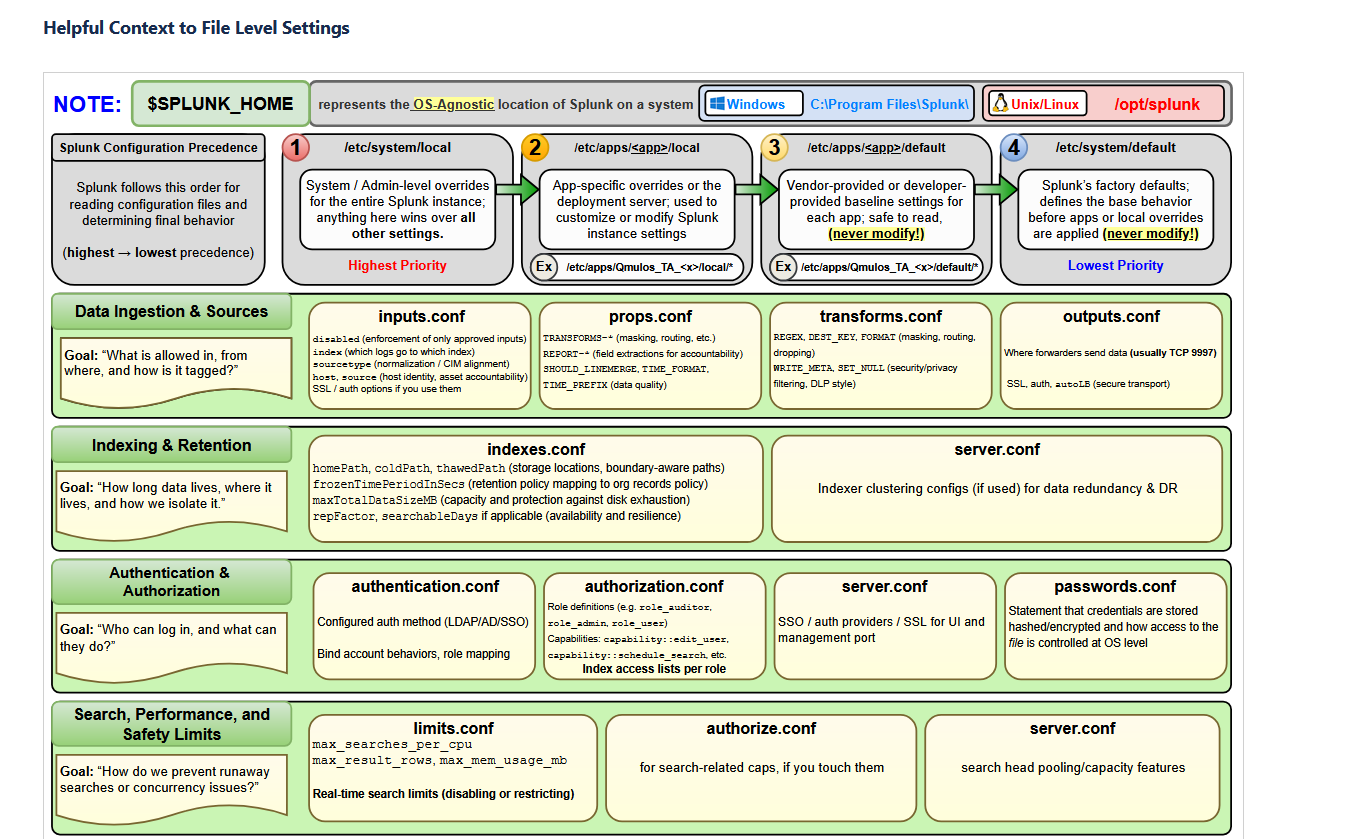 Helpful Context to File Level Settings
NOTE:
$SPLUNK_HOME
represents the OS-Agnostic location of Splunk on a system
Windows
C:\Program Files\Splunk\
Unix/Linux
/opt/splunk
Splunk Configuration Precedence
Splunk follows this order for
reading configuration files and
determining final behavior
(highest → lowest precedence)
1
/etc/system/local
System / Admin-level overrides
for the entire Splunk instance;
anything here wins over all
other settings.
Highest Priority
2
/etc/apps/<app>/local
App-specific overrides or the
deployment server; used to
customize or modify Splunk
instance settings
Ex
/etc/apps/Qmulos_TA_<x>/local/*
3
/etc/apps/<app>/default
Vendor-provided or developer-
provided baseline settings for
each app; safe to read,
(never modify!)
Ex
/etc/apps/Qmulos_TA_<x>/default/*
4
/etc/system/default
Splunk's factory defaults;
defines the base behavior
before apps or local overrides
are applied (never modify!)
Lowest Priority
Data Ingestion & Sources
Goal: “What is allowed in, from
where, and how is it tagged?”
inputs.conf
disabled (enforcement of only approved inputs)
index (which logs go to which index)
sourcetype (normalization / CIM alignment)
host, source (host identity, asset accountability)
SSL / auth options if you use them
props.conf
TRANSFORMS-* (masking, routing, etc.)
REPORT-* (field extractions for accountability)
SHOULD_LINEMERGE, TIME_FORMAT,
TIME_PREFIX (data quality)
transforms.conf
REGEX, DEST_KEY, FORMAT (masking, routing,
dropping)
WRITE_META, SET_NULL (security/privacy
filtering, DLP style)
outputs.conf
Where forwarders send data (usually TCP 9997)
SSL, auth, autoLB (secure transport)
Indexing & Retention
Goal: “How long data lives, where it
lives, and how we isolate it.”
indexes.conf
homePath, coldPath, thawedPath (storage locations, boundary-aware paths)
frozenTimePeriodInSecs (retention policy mapping to org records policy)
maxTotalDataSizeMB (capacity and protection against disk exhaustion)
repFactor, searchableDays if applicable (availability and resilience)
server.conf
Indexer clustering configs (if used) for data redundancy & DR
Authentication &
Authorization
Goal: “Who can log in, and what can
they do?”
authentication.conf
Configured auth method (LDAP/AD/SSO)
Bind account behaviors, role mapping
authorization.conf
Role definitions (e.g. role_auditor,
role_admin, role_user)
Capabilities: capability::edit_user,
capability::schedule_search, etc.
Index access lists per role
server.conf
SSO / auth providers / SSL for UI and
management port
passwords.conf
Statement that credentials are stored
hashed/encrypted and how access to the
file is controlled at OS level
Search, Performance, and
Safety Limits
Goal: “How do we prevent runaway
searches or concurrency issues?”
limits.conf
max_searches_per_cpu
max_result_rows, max_mem_usage_mb
Real-time search limits (disabling or restricting)
authorize.conf
for search-related caps, if you touch them
server.conf
search head pooling/capacity features